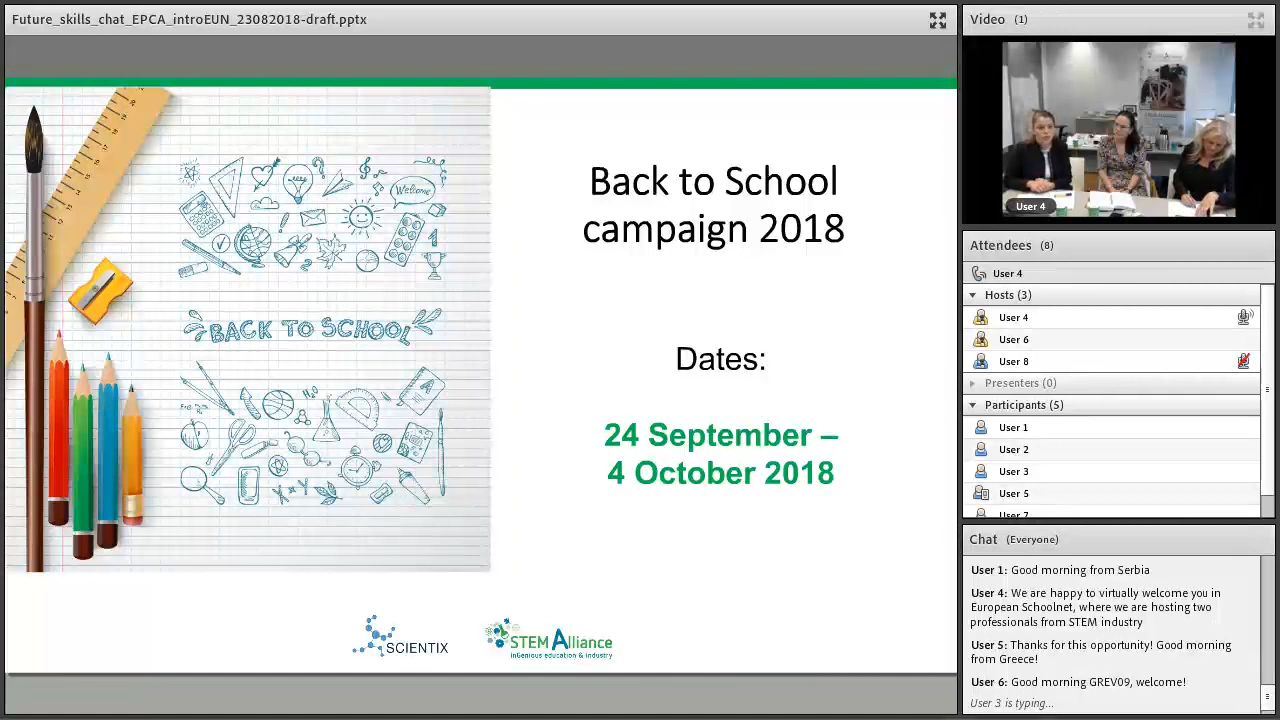 Future_skills_chat_EPCA_introEUN_23082018-draft.pptx
Welcome
BACK TO SCHOOL
A
Back to School
campaign 2018
Dates:
24 September –
4 October 2018
SCIENTIX
STEM Alliance
inGenious education & industry
Video (1)
User 4
Attendees (8)
User 4
Hosts (3)
User 4
User 6
User 8
Presenters (0)
Participants (5)
User 1
User 2
User 3
User 5
User 7
Chat (Everyone)
User 1: Good morning from Serbia
User 4: We are happy to virtually welcome you in
European Schoolnet, where we are hosting two
professionals from STEM industry
User 5: Thanks for this opportunity! Good morning
from Greece!
User 6: Good morning GREV09, welcome!
User 3 is typing...